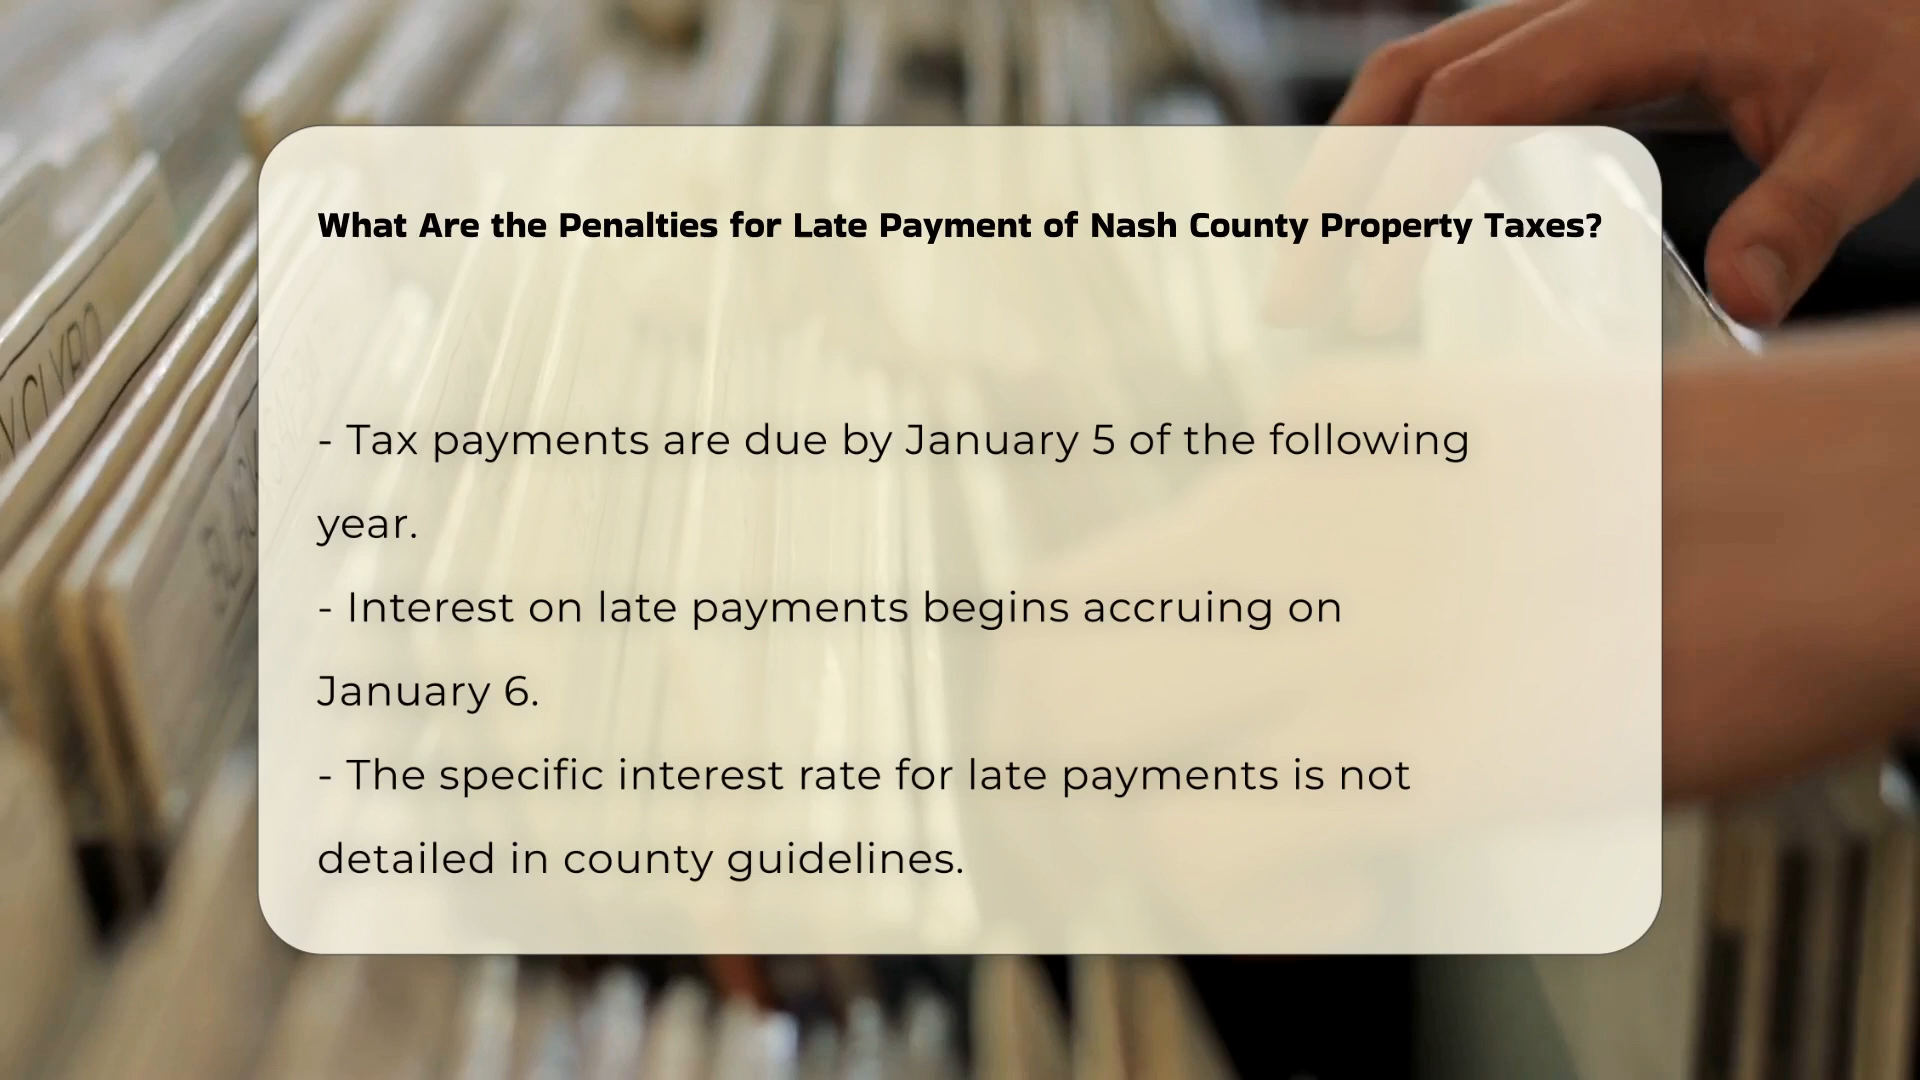 What Are the Penalties for Late Payment of Nash County Property Taxes?
- Tax payments are due by January 5 of the following
year.
- Interest on late payments begins accruing on
January 6.
- The specific interest rate for late payments is not
detailed in county guidelines.